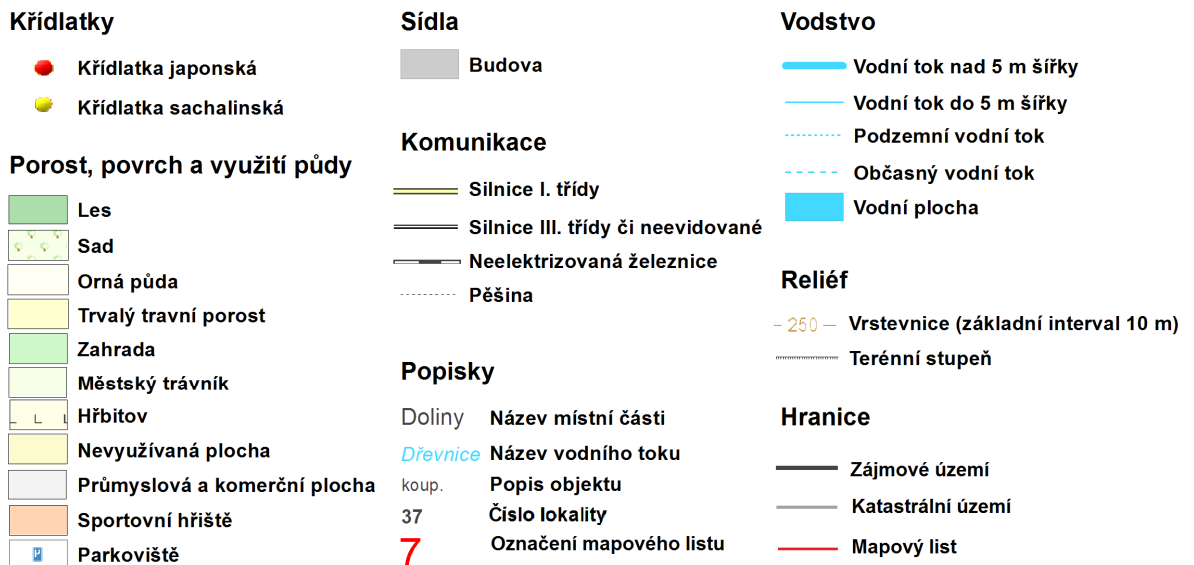 Křídlatky
Křídlatka japonská
Křídlatka sachalinská
Porost, povrch a využití půdy
Les
Sad
Orná půda
Trvalý travní porost
Zahrada
Městský trávník
Hřbitov
Nevyužívaná plocha
Průmyslová a komerční plocha
Sportovní hřiště
P Parkoviště
Sídla
Budova
Komunikace
Silnice I. třídy
Silnice III. třídy či neevidované
Neelektrizovaná železnice
Pěšina
Popisky
Doliny Název místní části
Dřevnice Název vodního toku
koup. Popis objektu
37 Číslo lokality
7 Označení mapového listu
Vodstvo
Vodní tok nad 5 m šířky
Vodní tok do 5 m šířky
Podzemní vodní tok
Občasný vodní tok
Vodní plocha
Reliéf
250 Vrstevnice (základní interval 10 m)
Terénní stupeň
Hranice
Zájmové území
Katastrální území
Mapový list